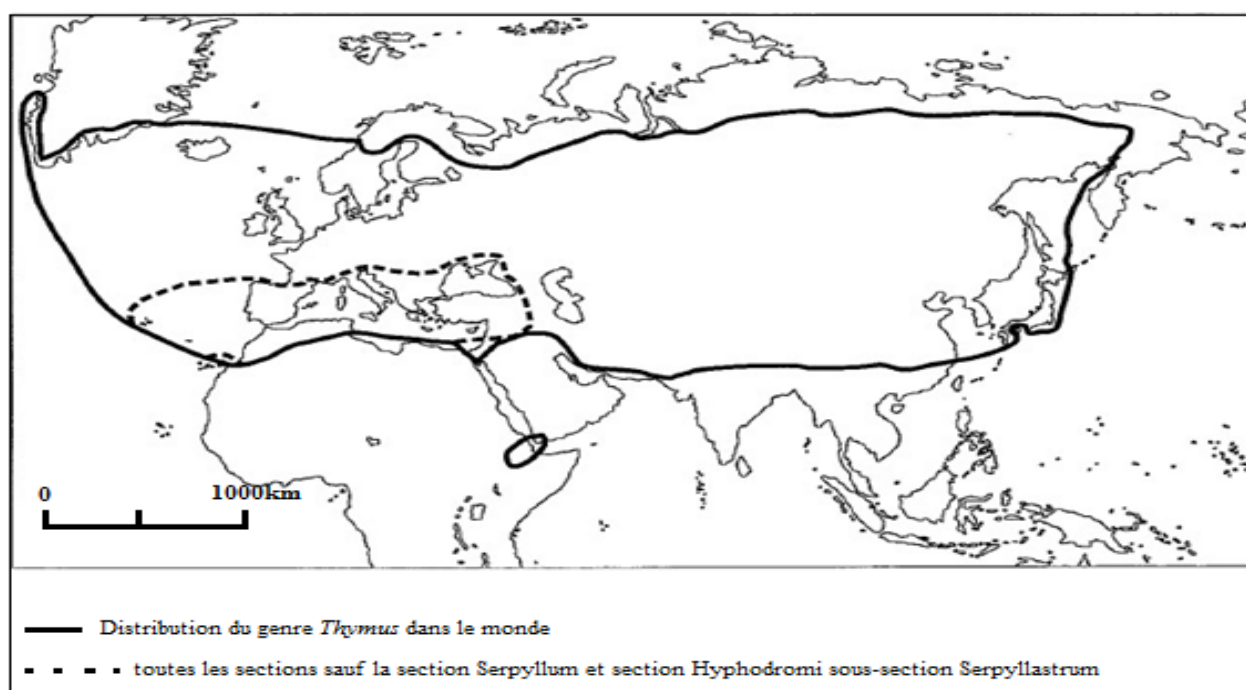 0 1000km
Distribution du genre Thymus dans le monde
toutes les sections sauf la section Serpyllum et section Hyphodromi sous-section Serpyllastrum